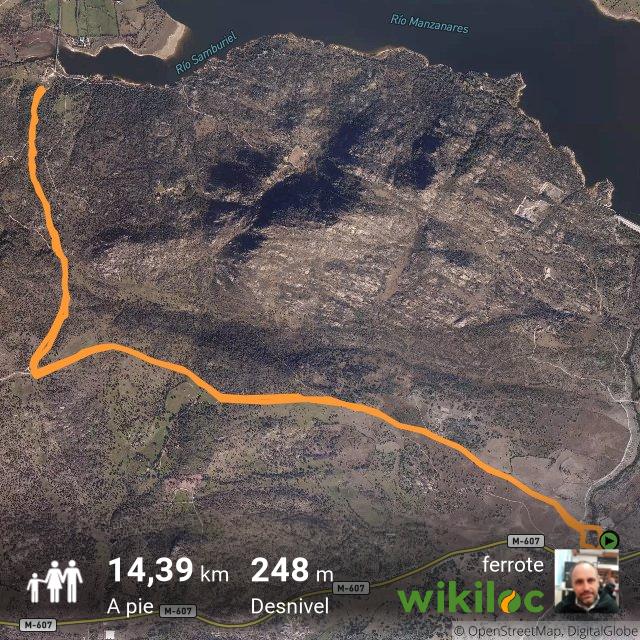 Río Manzanares
Río Samburiel
M-607
14,39 km
248 m
ferrote
A pie
Desnivel
M-607
wikiloc
M-607
M-607
© OpenStreetMap, DigitalGlobe